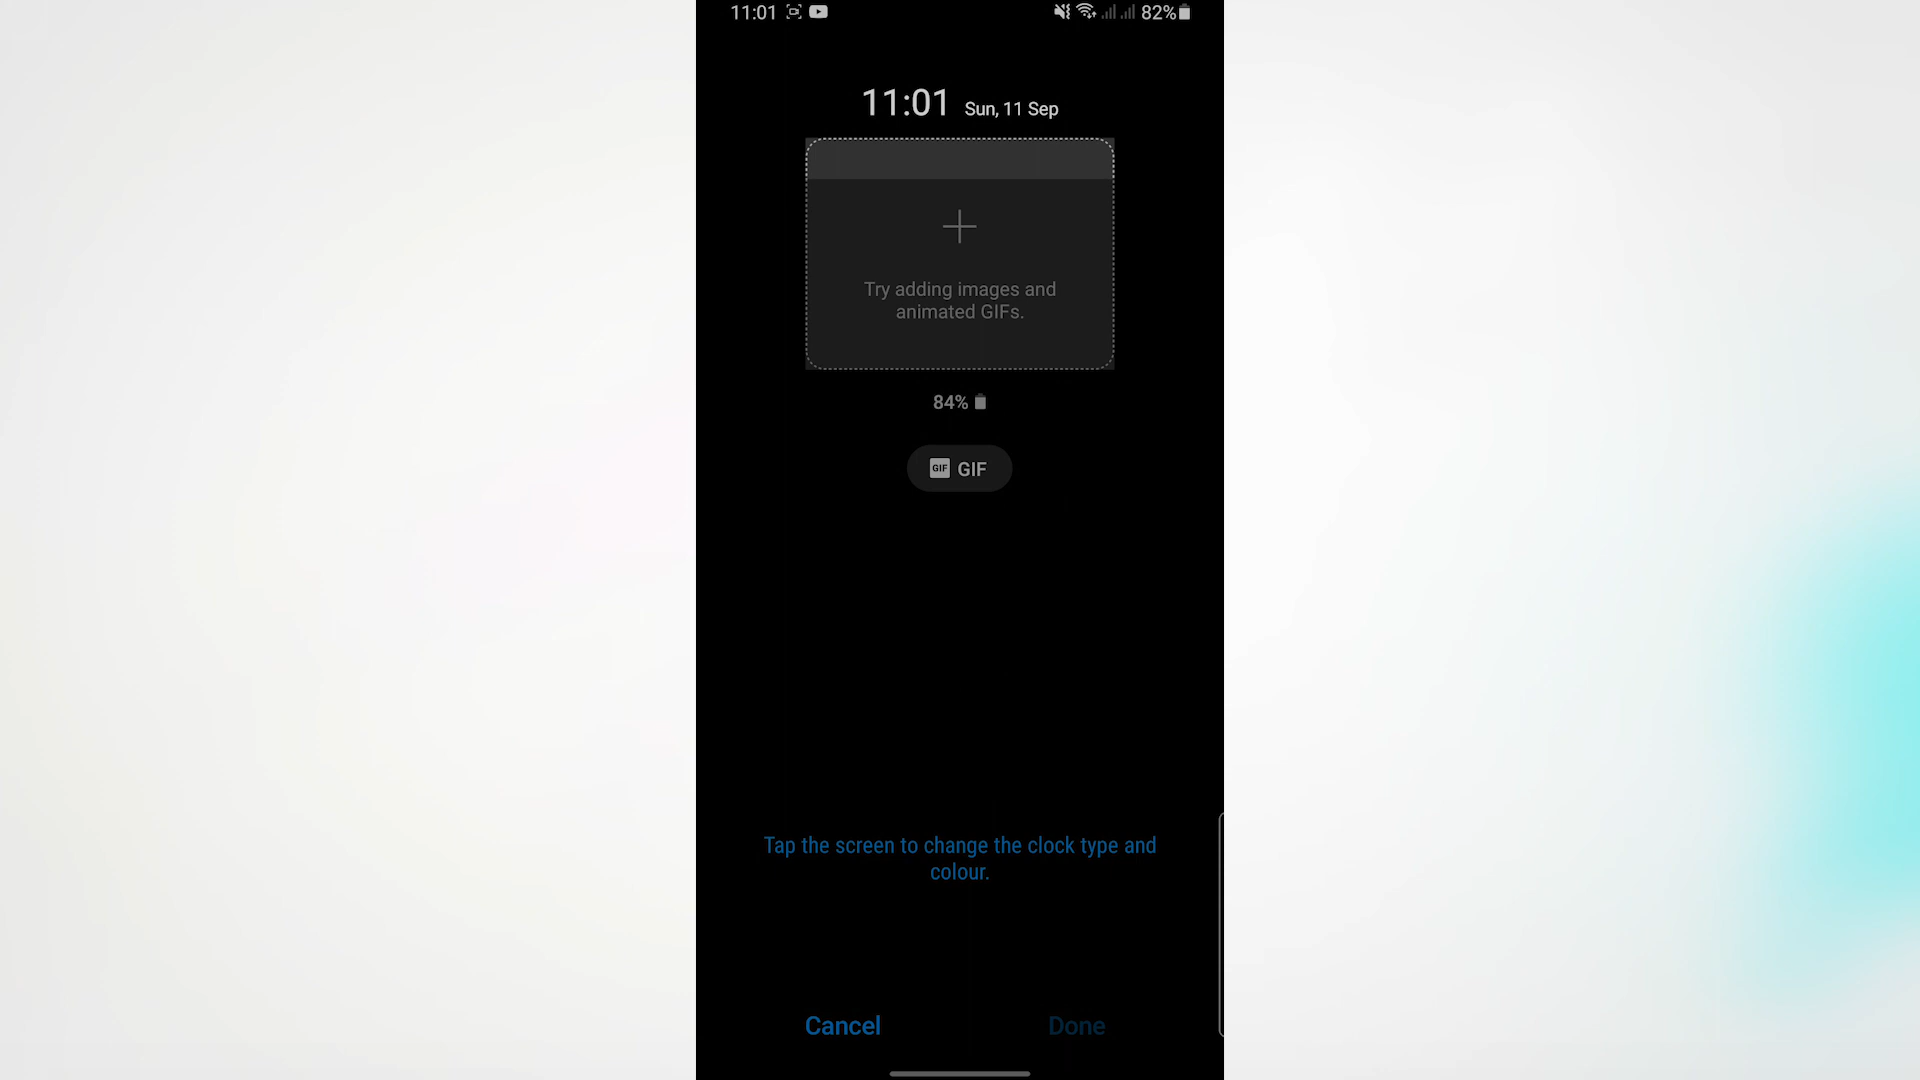 11:01 82%
11:01 Sun, 11 Sep
Try adding images and
animated GIFs.
84%
GIF GIF
Tap the screen to change the clock type and
colour.
Cancel Done